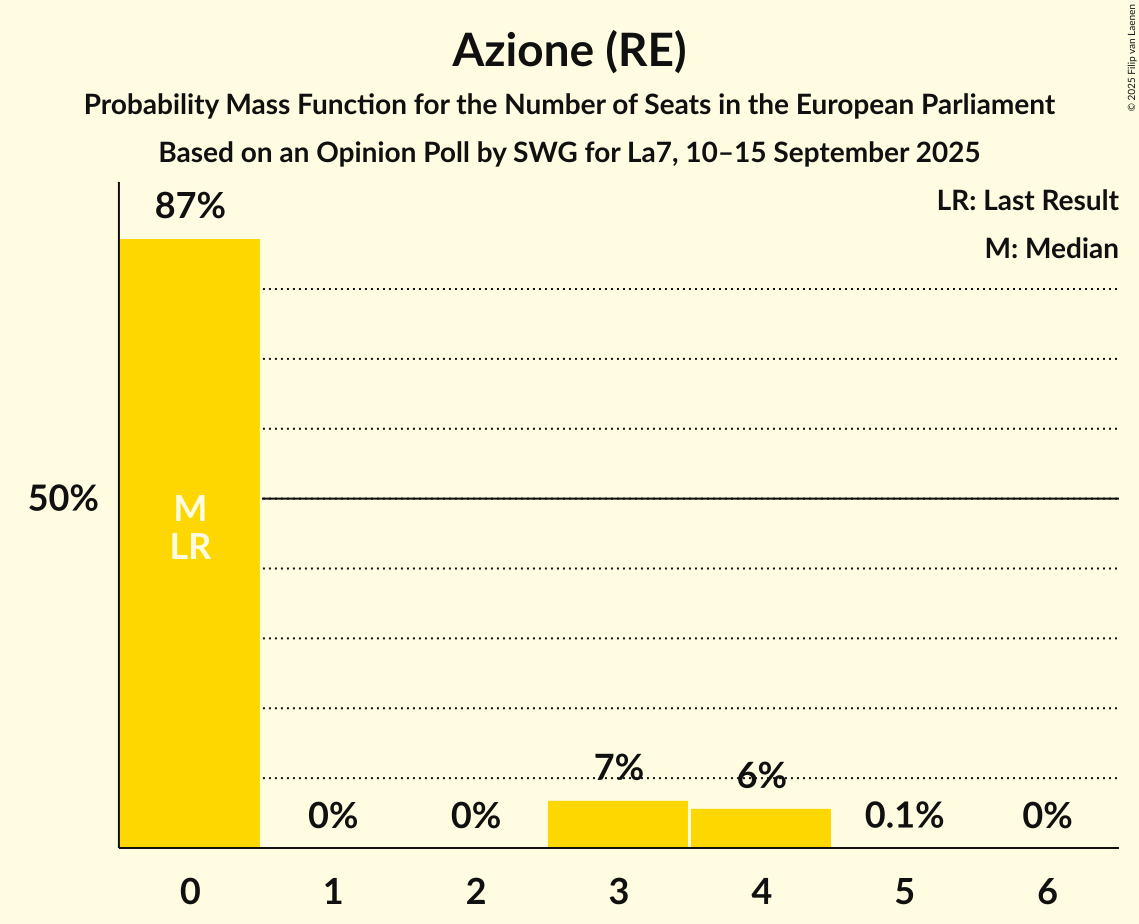 Azione (RE)
Probability Mass Function for the Number of Seats in the European Parliament
Based on an Opinion Poll by SWG for La7, 10–15 September 2025
© 2025 Filip van Laenen
LR: Last Result
M: Median
87%
50%
M
LR
0%
0%
7%
6%
0.1%
0%
0
1
2
3
4
5
6